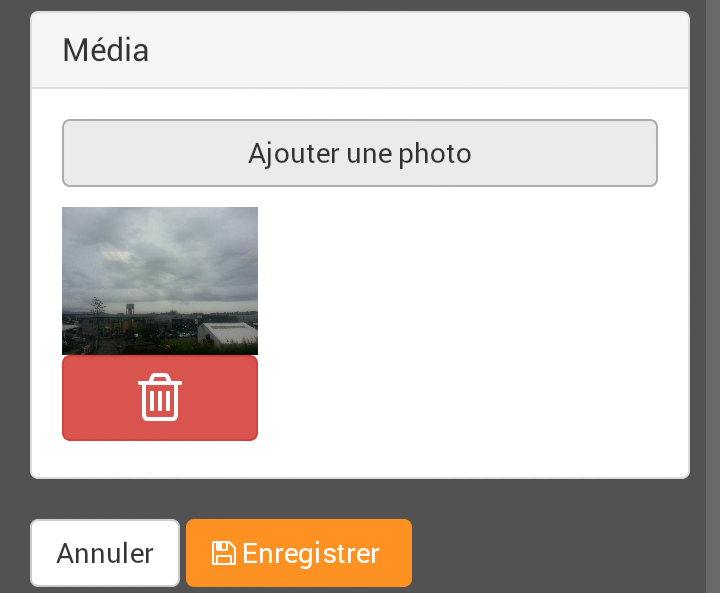 Média
Ajouter une photo
Annuler
Enregistrer